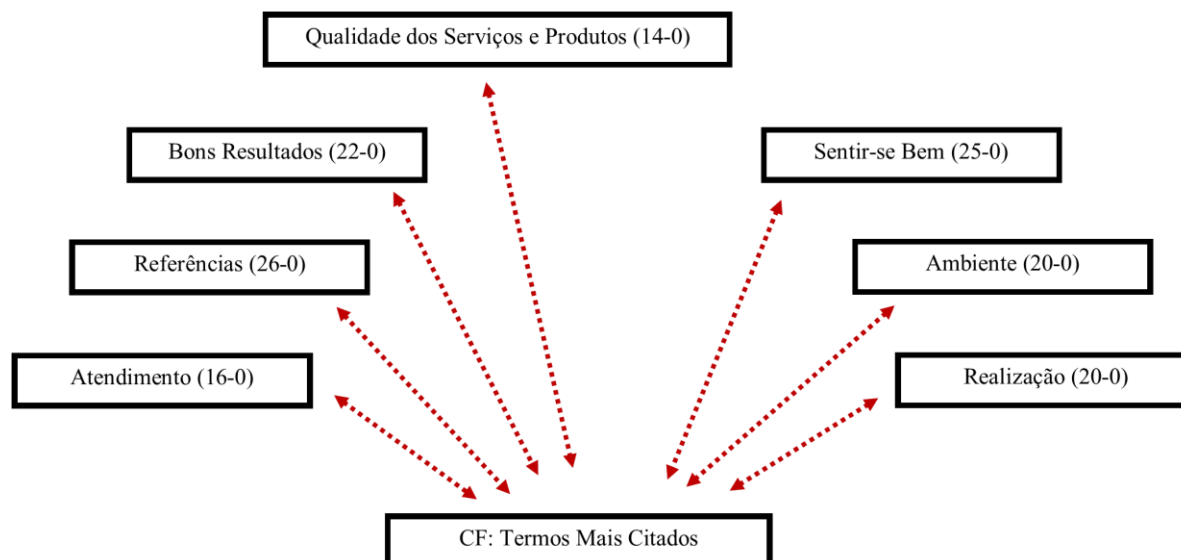 Qualidade dos Serviços e Produtos (14-0)
Bons Resultados (22-0)
Sentir-se Bem (25-0)
Referências (26-0)
Ambiente (20-0)
Atendimento (16-0)
Realização (20-0)
CF: Termos Mais Citados